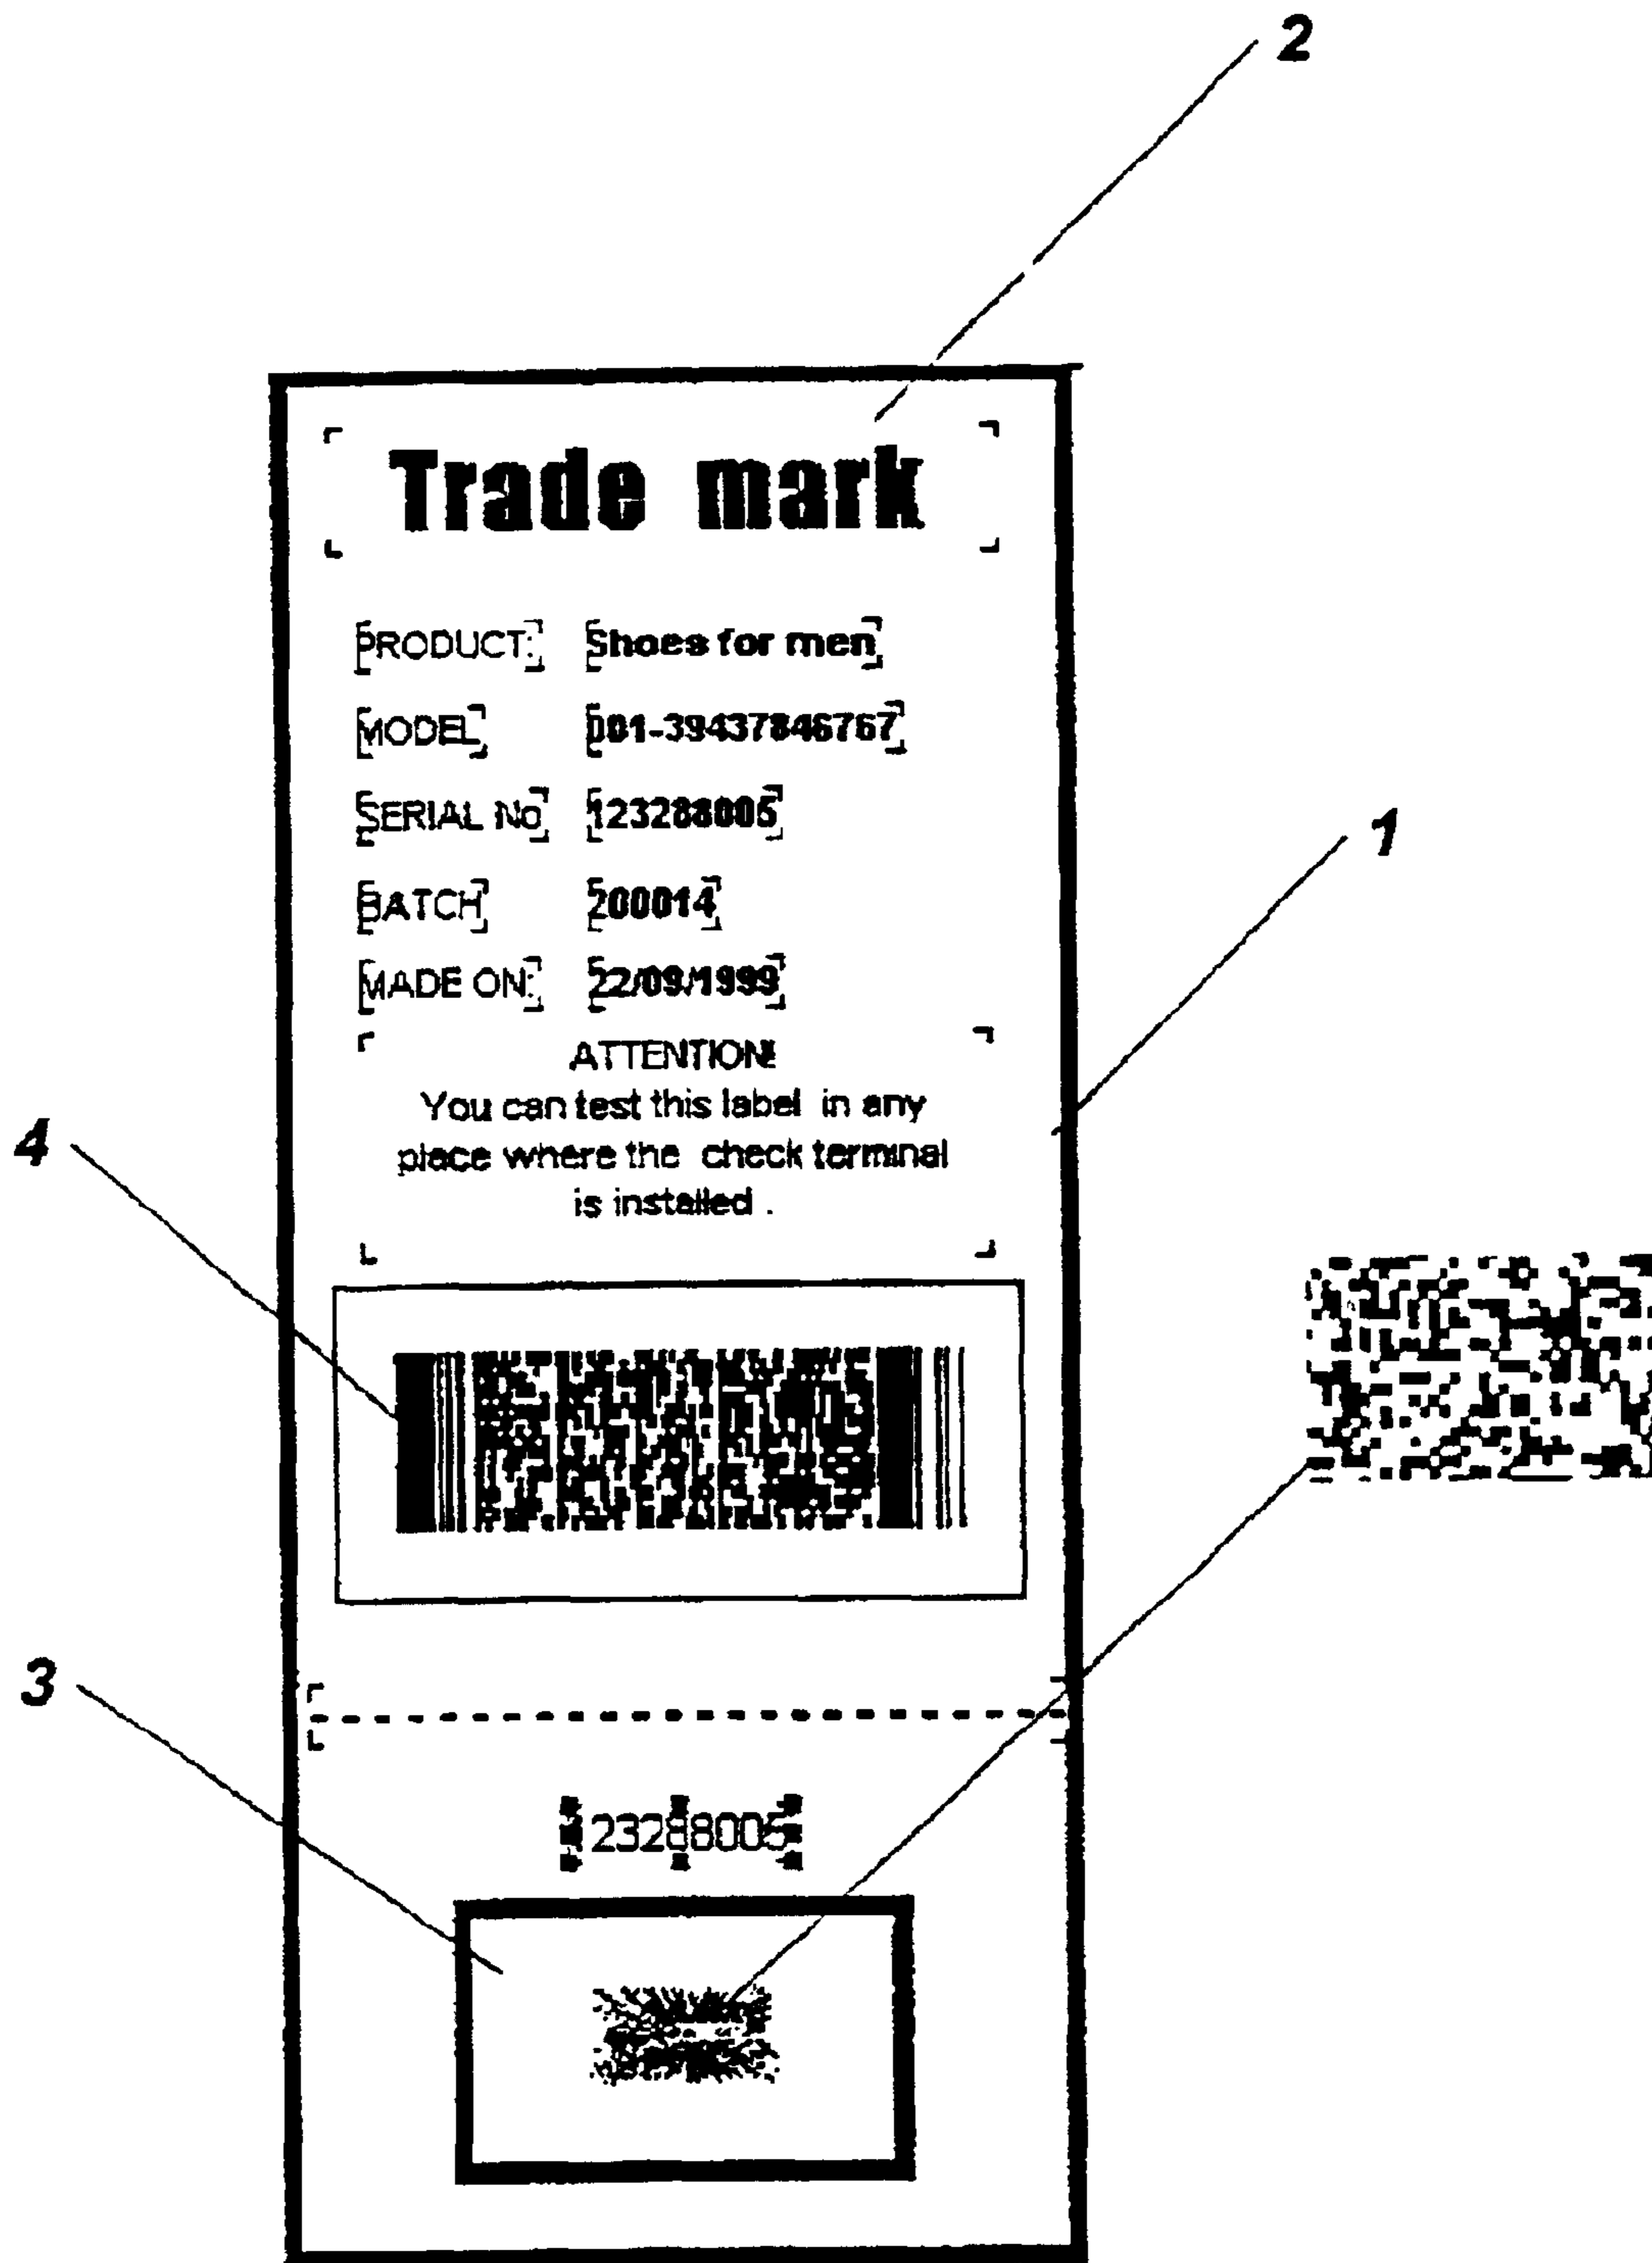 2
Trade mark
PRODUCT: Shoes for men
MODEL 001-39437846767
SERIAL No 123288005
BATCH 200014
MADE ON: 22/09/1999
1
ATTENTION!
You can test this label in any
4
place where the check terminal
is installed .
3
123288005